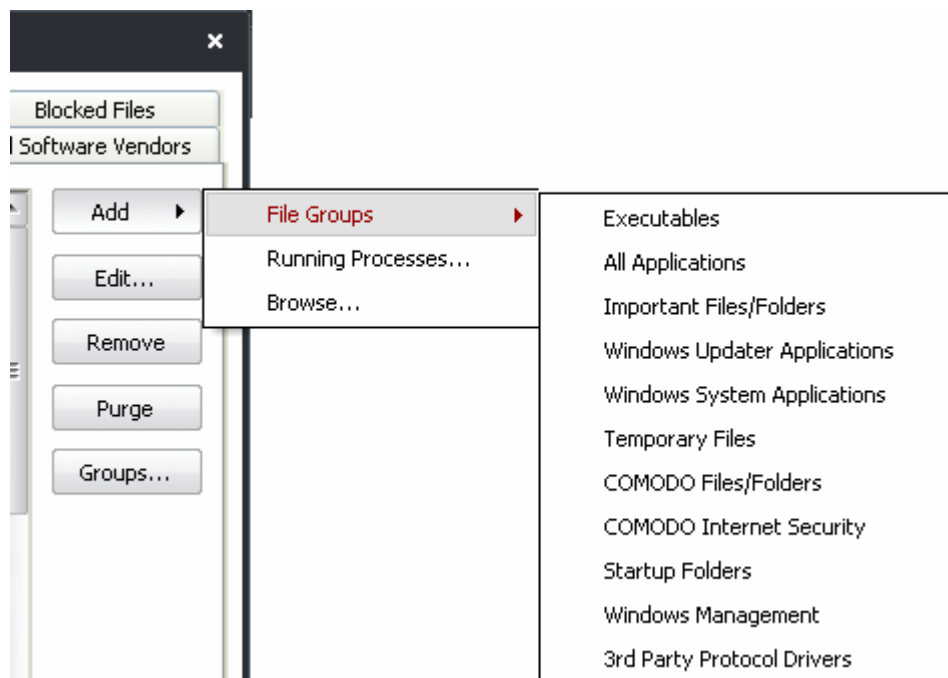 Blocked Files
Software Vendors
Add
File Groups
Running Processes...
Browse...
Edit...
Remove
Purge
Groups...
Executables
All Applications
Important Files/Folders
Windows Updater Applications
Windows System Applications
Temporary Files
COMODO Files/Folders
COMODO Internet Security
Startup Folders
Windows Management
3rd Party Protocol Drivers